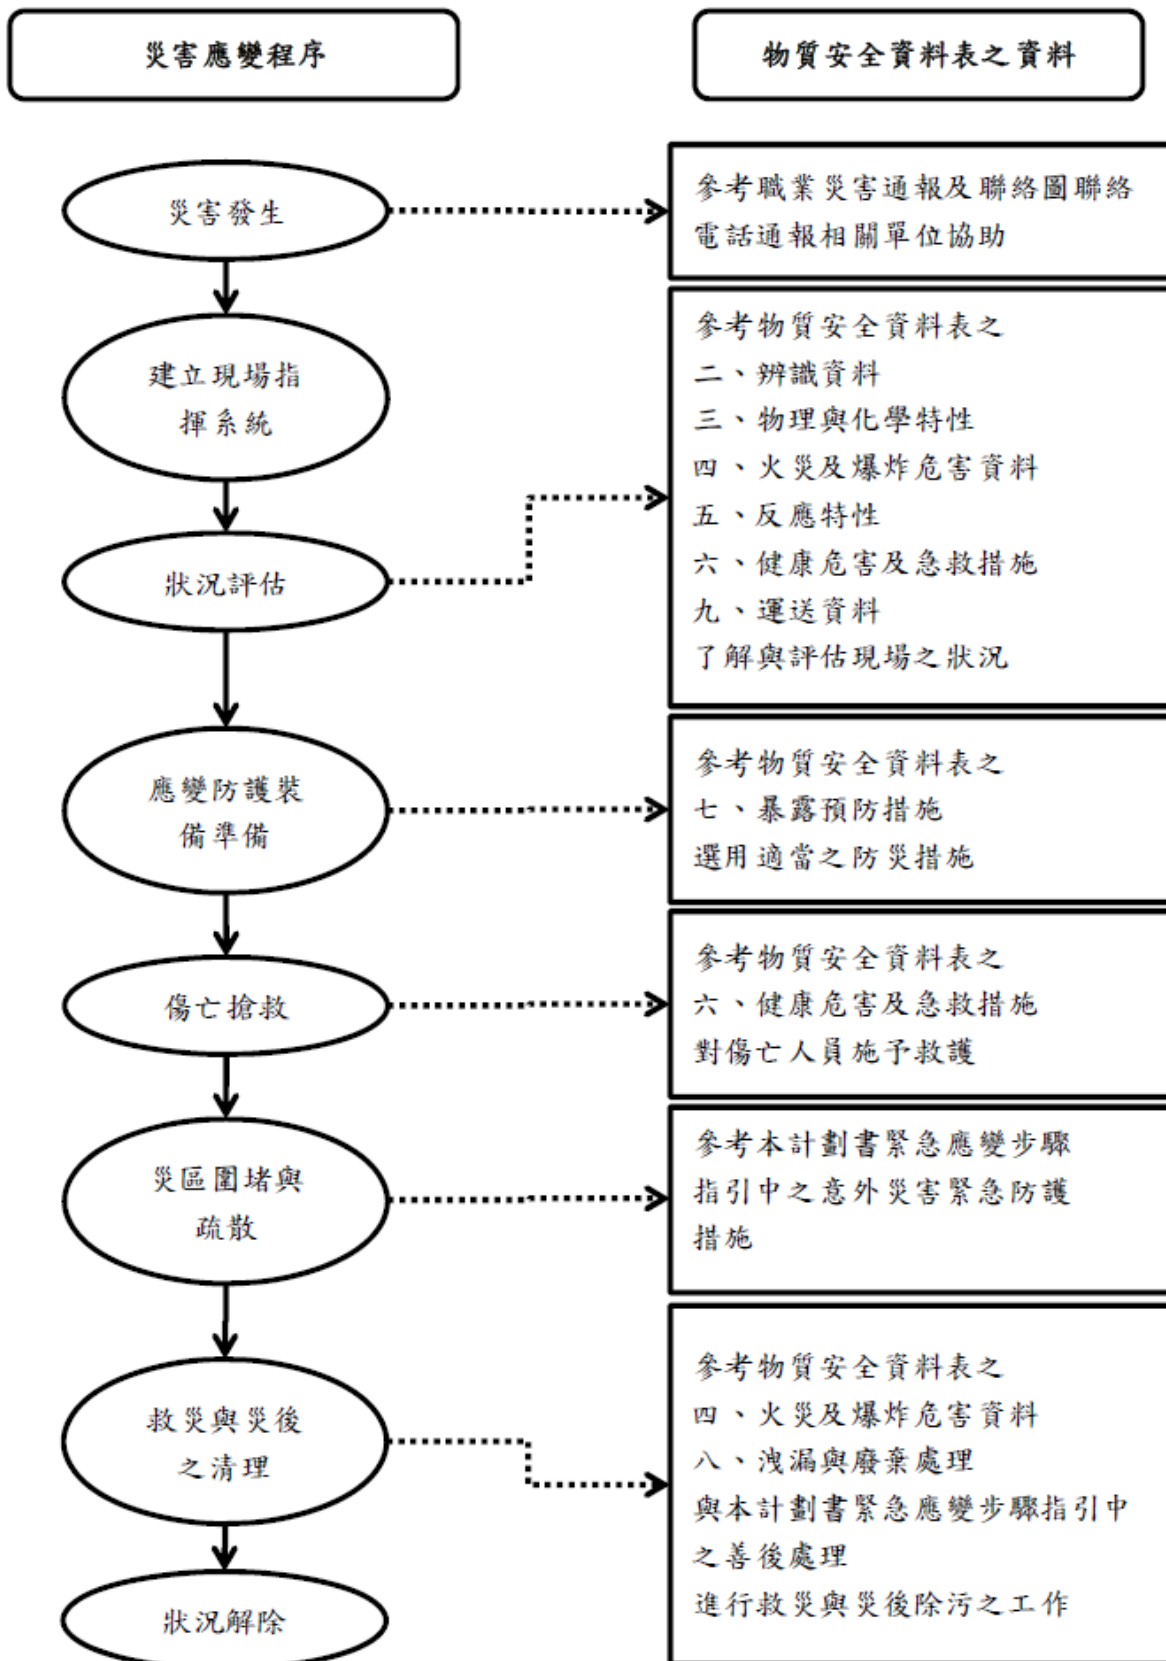 災害應變程序
物質安全資料表之資料
災害發生
參考職業災害通報及聯絡圖聯絡
電話通報相關單位協助
建立現場指
揮系統
狀況評估
參考物質安全資料表之
二、辨識資料
三、物理與化學特性
四、火災及爆炸危害資料
五、反應特性
六、健康危害及急救措施
九、運送資料
了解與評估現場之狀況
應變防護裝
備準備
參考物質安全資料表之
七、暴露預防措施
選用適當之防災措施
傷亡搶救
參考物質安全資料表之
六、健康危害及急救措施
對傷亡人員施予救護
災區圍堵與
疏散
參考本計劃書緊急應變步驟
指引中之意外災害緊急防護
措施
救災與災後
之清理
參考物質安全資料表之
四、火災及爆炸危害資料
八、洩漏與廢棄處理
與本計劃書緊急應變步驟指引中
之善後處理
進行救災與災後除污之工作
狀況解除